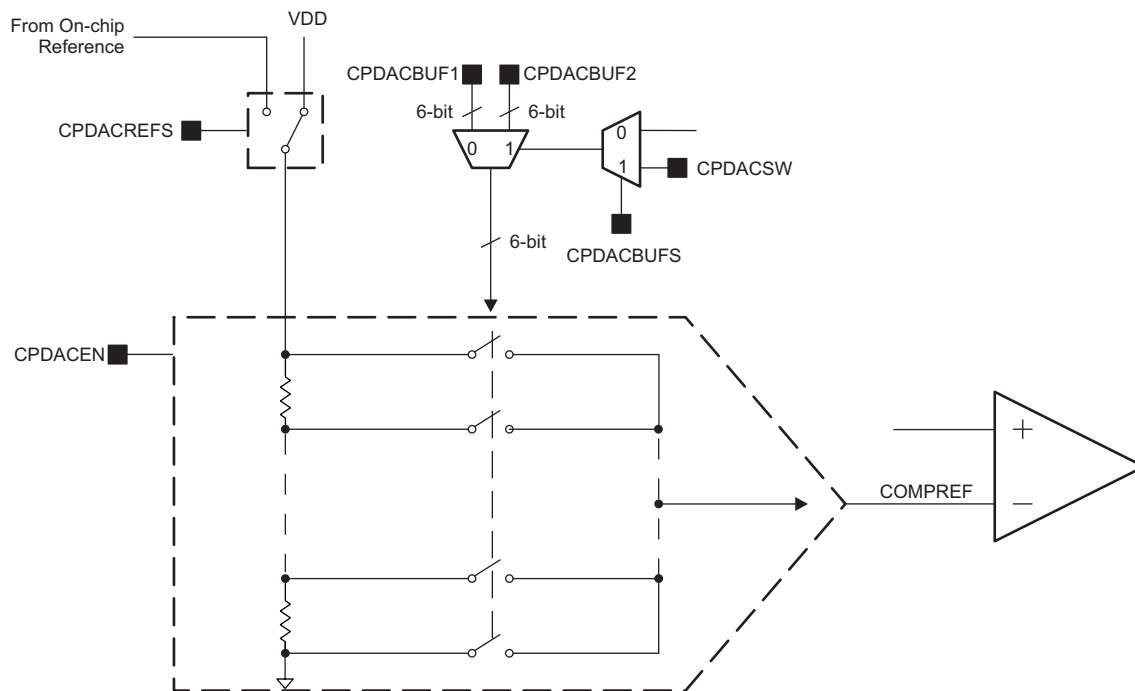 From On-chip
Reference
VDD
CPDACBUF1
CPDACBUF2
6-bit
6-bit
CPDACREFS
0 1
0
1
CPDACSW
6-bit
CPDACBUFS
CPDACEN
+
COMPREF
−